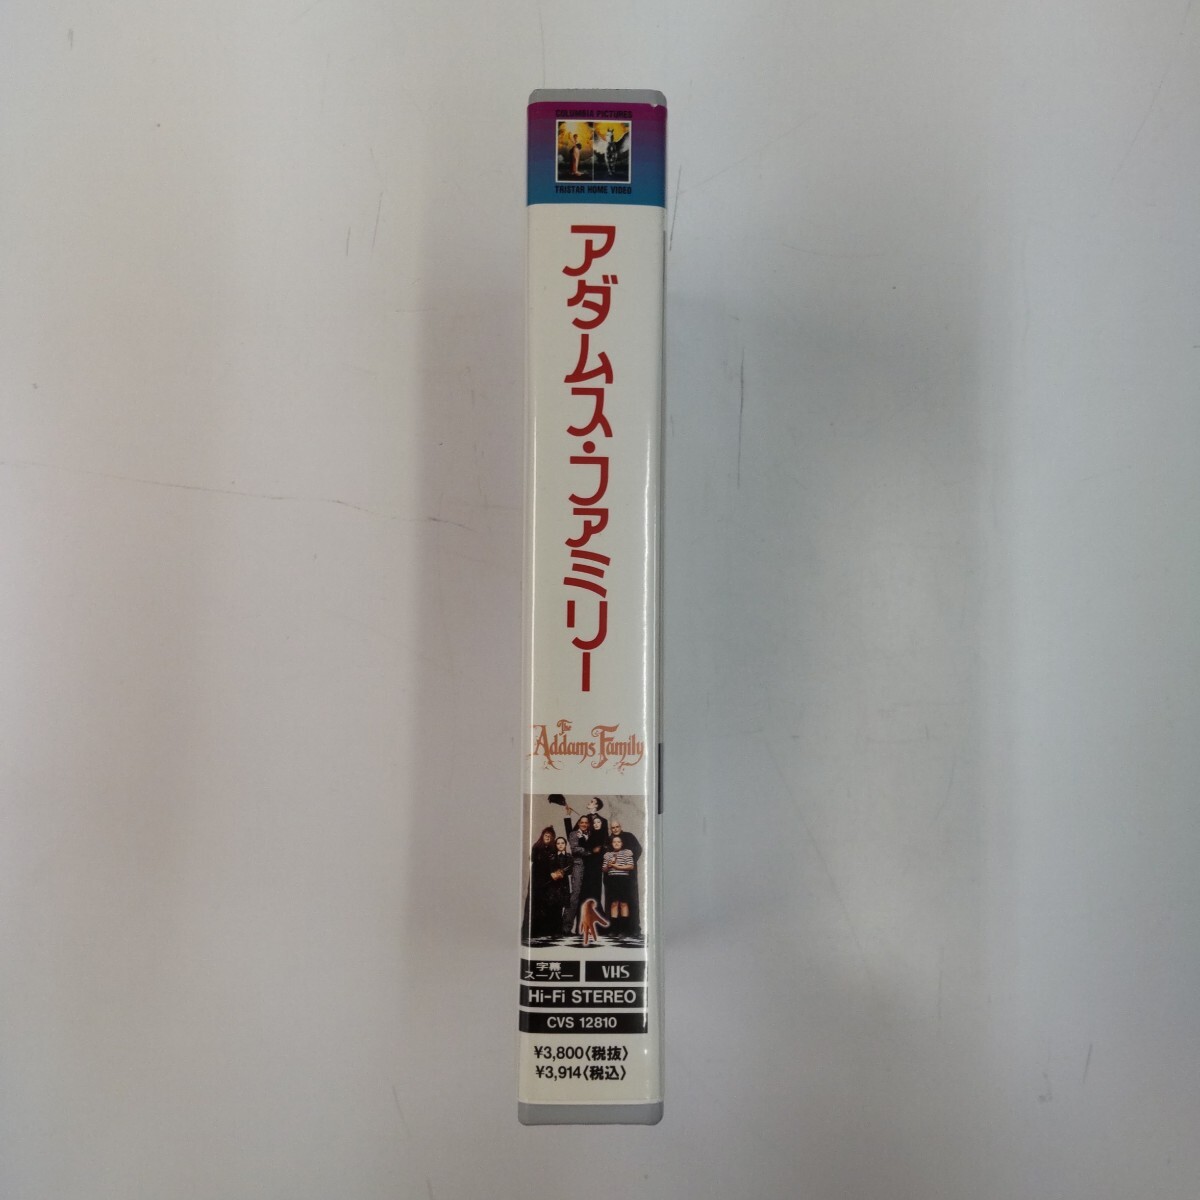 COLUMBIA PICTURES
TRISTAR HOME VIDEO
アダムス・ファミリー
The
Addams Family
字幕
スーパー
VHS
Hi-Fi STEREO
CVS 12810
¥3,800〈税抜〉
¥3,914〈税込〉